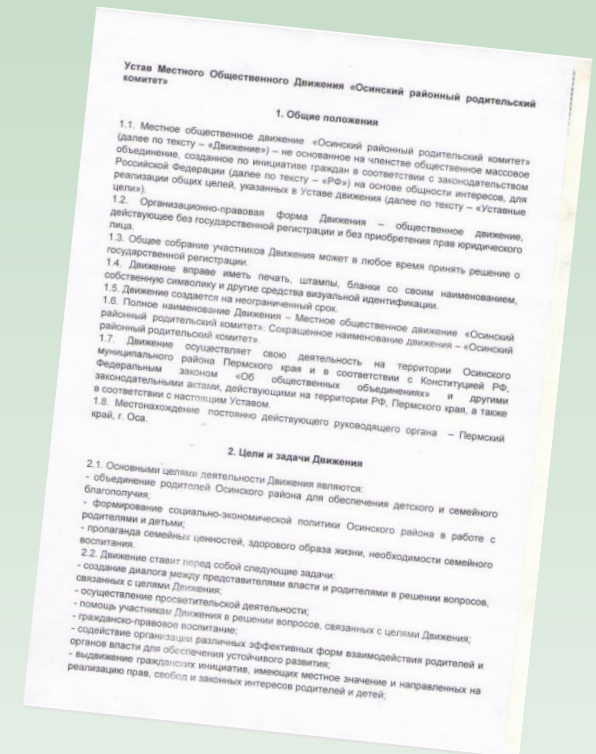 Устав Местного Общественного Движения «Осинский районный родительский
комитет»
1. Общие положения
1.1. Местное общественное движение «Осинский районный родительский комитет»
(далее по тексту – «Движение») – не основанное на членстве общественное массовое
объединение, созданное по инициативе граждан в соответствии с законодательством
Российской Федерации (далее по тексту – «РФ») на основе общности интересов, для
реализации общих целей, указанных в Уставе движения (далее по тексту – «Уставные
цели»).
1.2. Организационно-правовая форма Движения – общественное движение,
действующее без государственной регистрации и без приобретения прав юридического
лица.
1.3. Общее собрание участников Движения может в любое время принять решение о
государственной регистрации.
1.4. Движение вправе иметь печать, штампы, бланки со своим наименованием,
собственную символику и другие средства визуальной идентификации.
1.5. Движение создается на неограниченный срок.
1.6. Полное наименование Движения – Местное общественное движение «Осинский
районный родительский комитет». Сокращенное наименование движения – «Осинский
районный родительский комитет».
1.7. Движение осуществляет свою деятельность на территории Осинского
муниципального района Пермского края и в соответствии с Конституцией РФ,
Федеральным законом «Об общественных объединениях» и другими
законодательными актами, действующими на территории РФ, Пермского края, а также
в соответствии с настоящим Уставом.
1.8. Местонахождение постоянно действующего руководящего органа – Пермский
край, г. Оса.
2. Цели и задачи Движения
2.1. Основными целями деятельности Движения являются:
- объединение родителей Осинского района для обеспечения детского и семейного
благополучия;
- формирование социально-экономической политики Осинского района в работе с
родителями и детьми;
- пропаганда семейных ценностей, здорового образа жизни, необходимости семейного
воспитания.
2.2. Движение ставит перед собой следующие задачи:
- создание диалога между представителями власти и родителями в решении вопросов,
связанных с целями Движения;
- осуществление просветительской деятельности;
- помощь участникам Движения в решении вопросов, связанных с целями Движения;
- гражданско-правовое воспитание;
- содействие организации различных эффективных форм взаимодействия родителей и
органов власти для обеспечения устойчивого развития;
- выдвижение гражданских инициатив, имеющих местное значение и направленных на
реализацию прав, свобод и законных интересов родителей и детей;